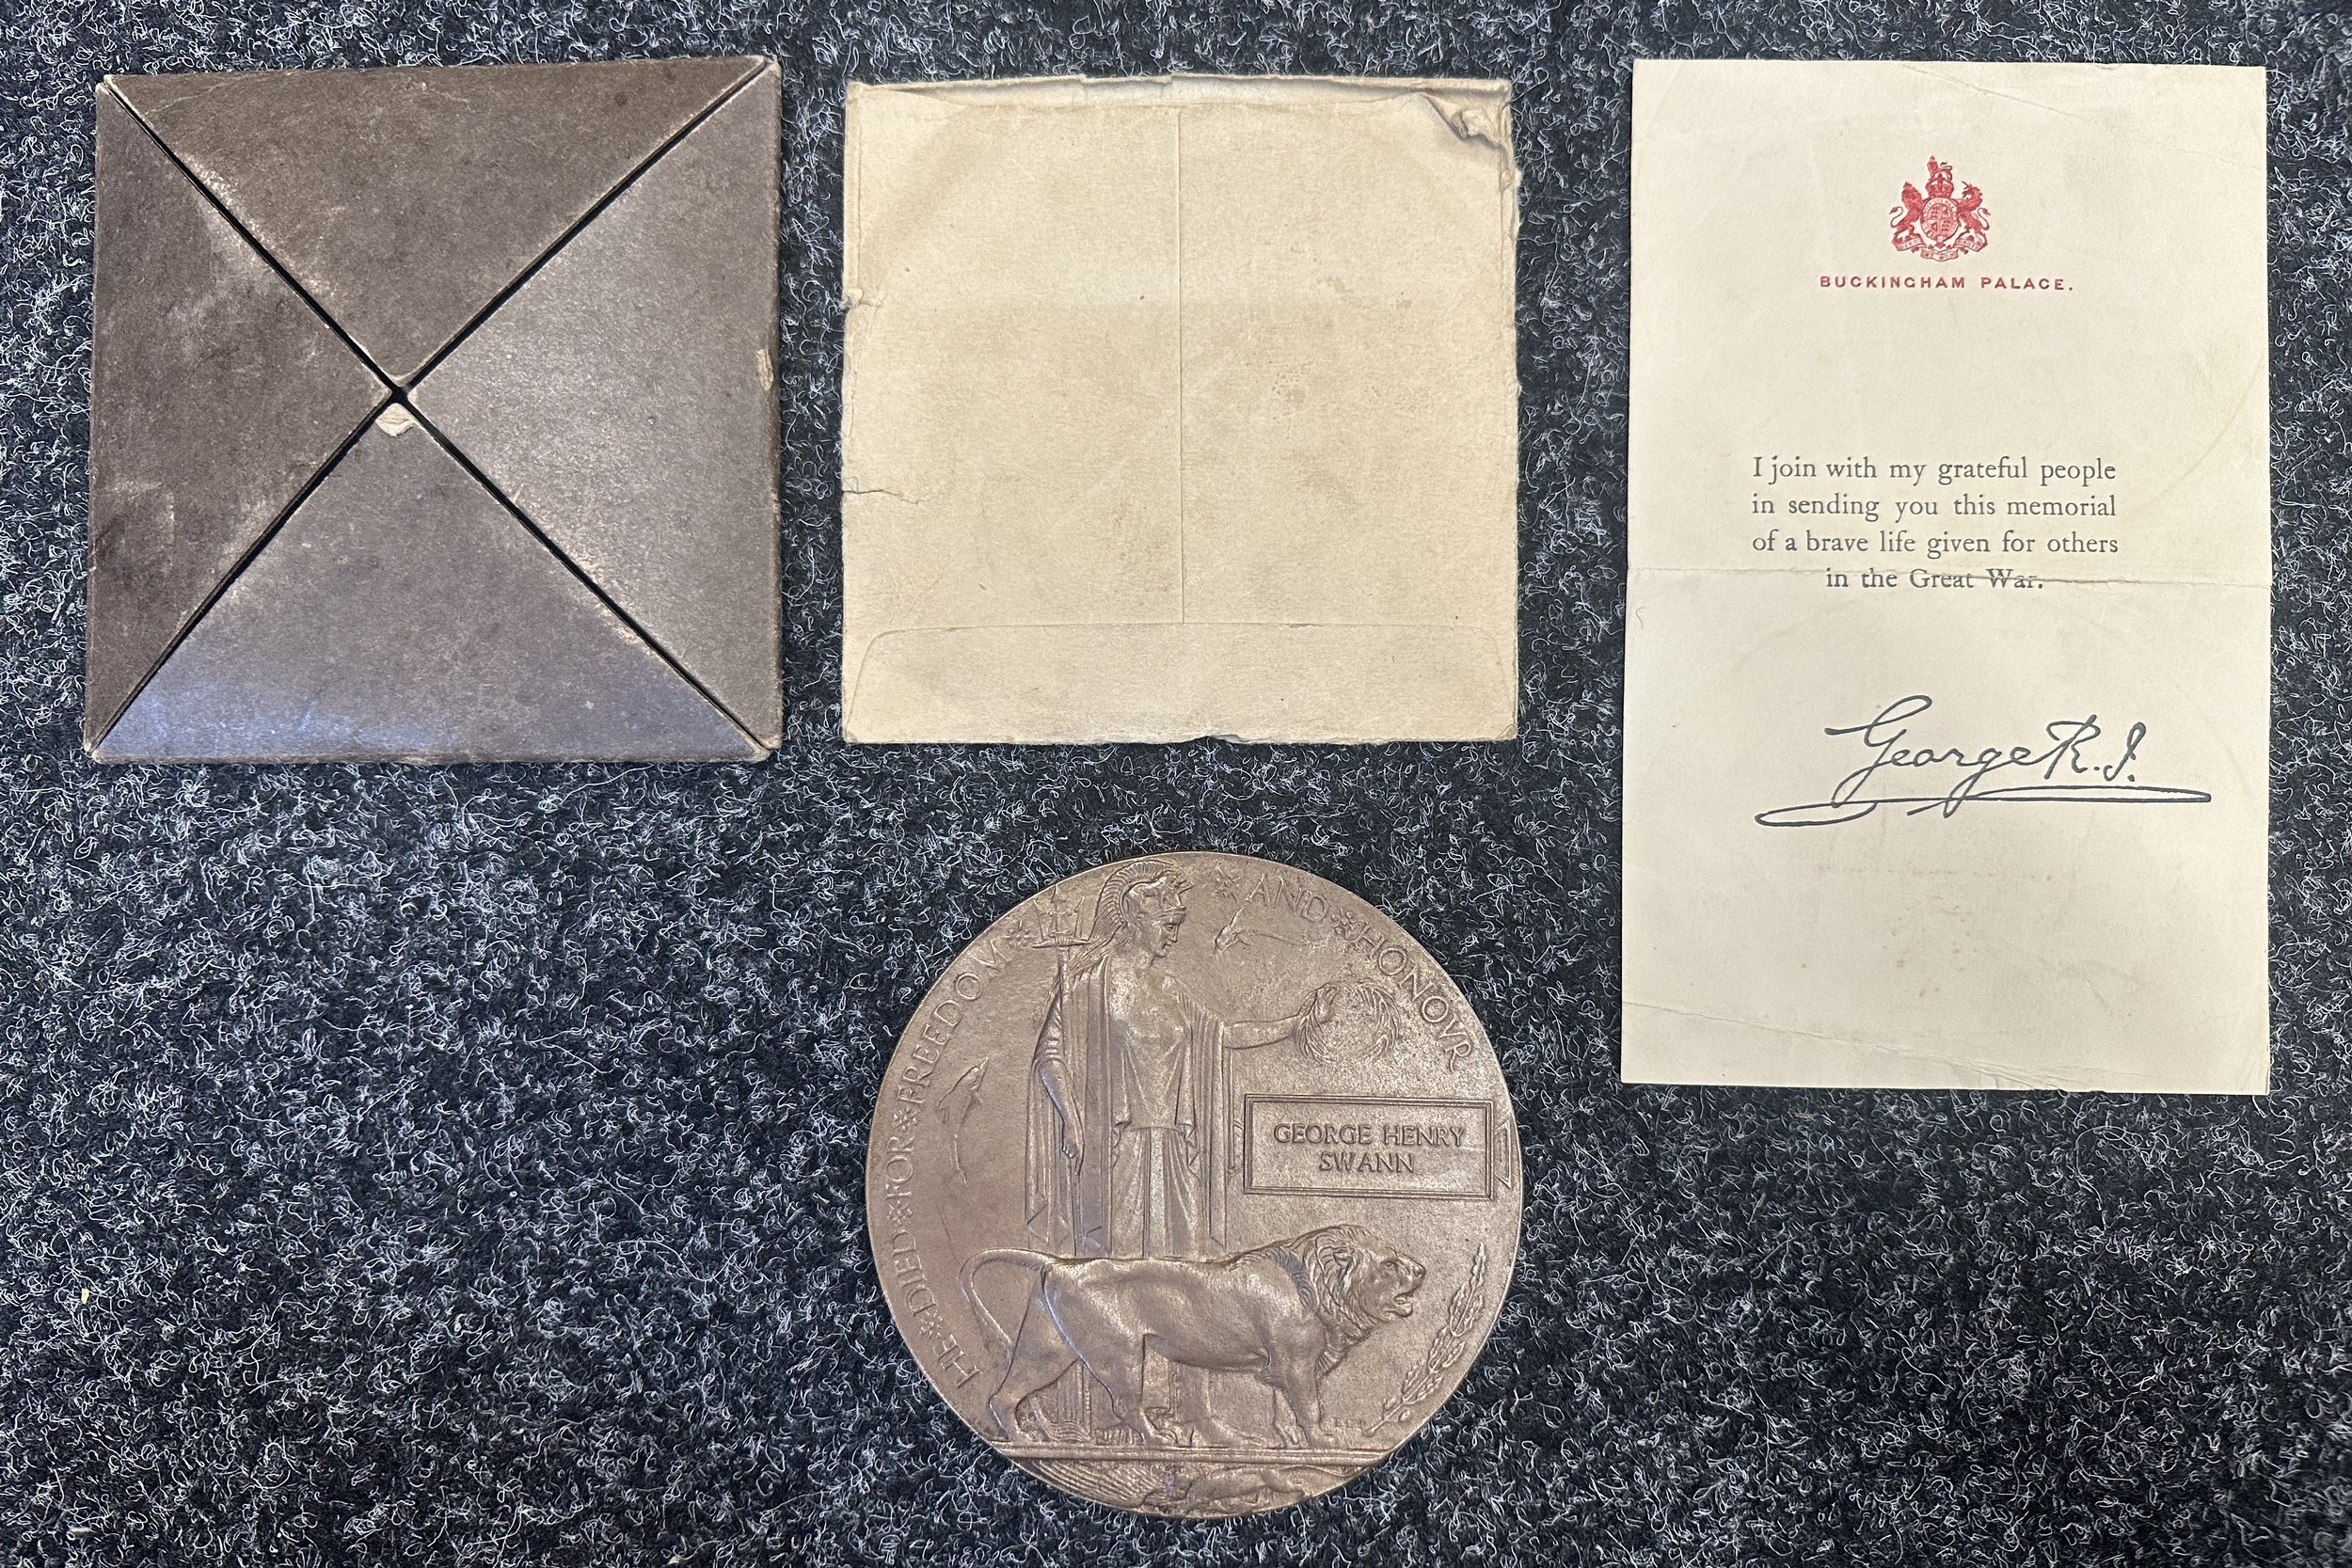 BUCKINGHAM PALACE.
I join with my grateful people
in sending you this memorial
of a brave life given for others
in the Great War.
George R.I.
HE DIED FOR FREEDOM AND HONOVR
GEORGE HENRY
SWANN